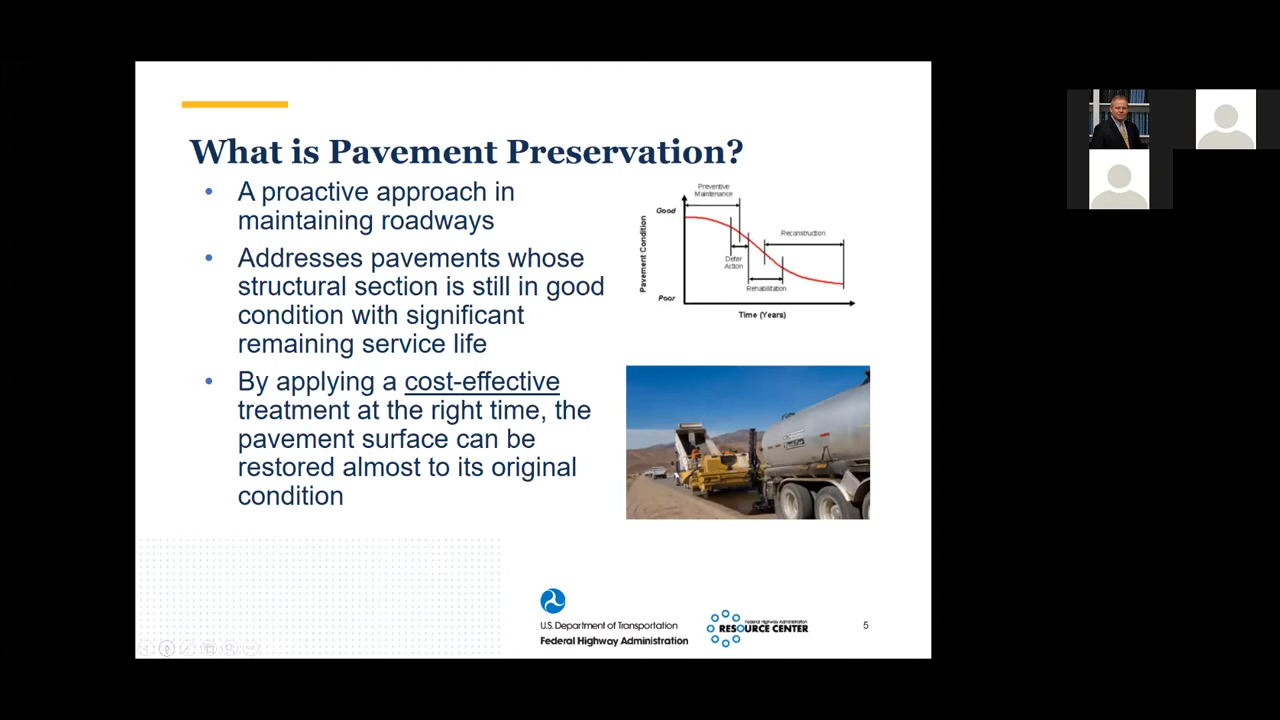 What is Pavement Preservation?
• A proactive approach in
maintaining roadways
• Addresses pavements whose
structural section is still in good
condition with significant
remaining service life
• By applying a cost-effective
treatment at the right time, the
pavement surface can be
restored almost to its original
condition
Preventive
Maintenance
Good
Pavement Condition
Reconstruction
Defer
Action
Rehabilitation
Poor
Time (Years)
U.S. Department of Transportation
Federal Highway Administration
Federal Highway Administration
RESOURCE CENTER
5